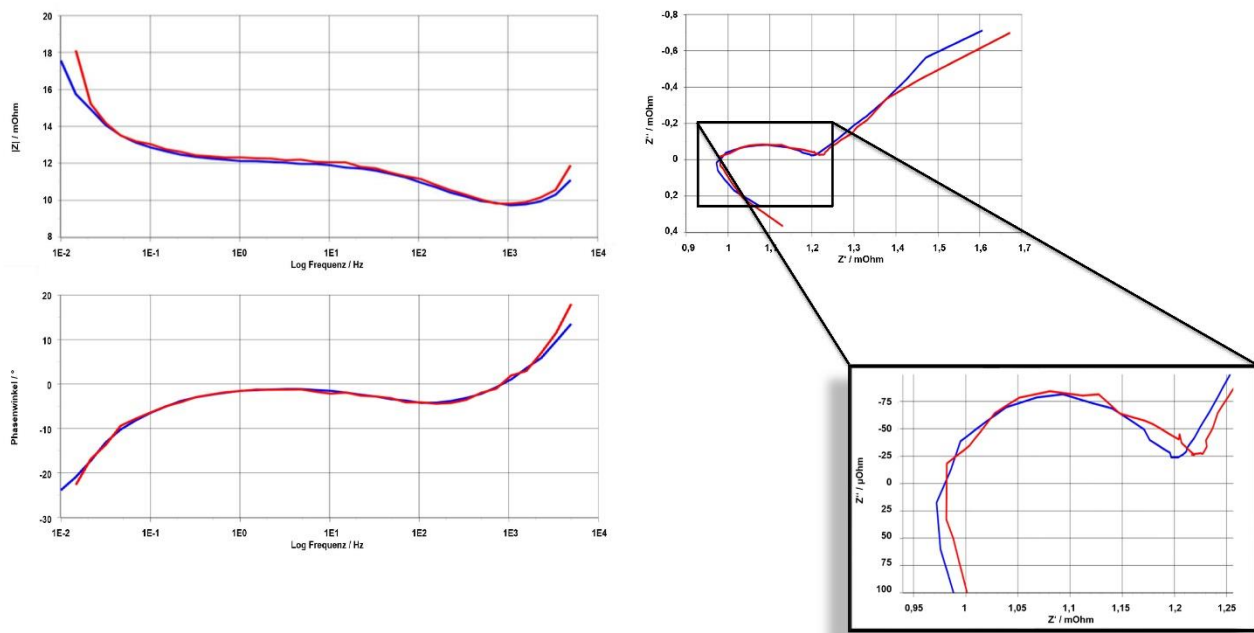 20
18
16
14
12
10
8
|Z| / mOhm
1E-2 1E-1 1E0 1E1 1E2 1E3 1E4
Log Frequenz / Hz
20
10
0
-10
-20
-30
Phasenwinkel / °
1E-2 1E-1 1E0 1E1 1E2 1E3 1E4
Log Frequenz / Hz
-0,8
-0,6
-0,4
-0,2
0
0,2
0,4
Z'' / mOhm
0,9 1 1,1 1,2 1,3 1,4 1,5 1,6 1,7
Z' / mOhm
-75
-50
-25
0
25
50
75
100
Z'' / µOhm
0,95 1 1,05 1,1 1,15 1,2 1,25
Z' / mOhm